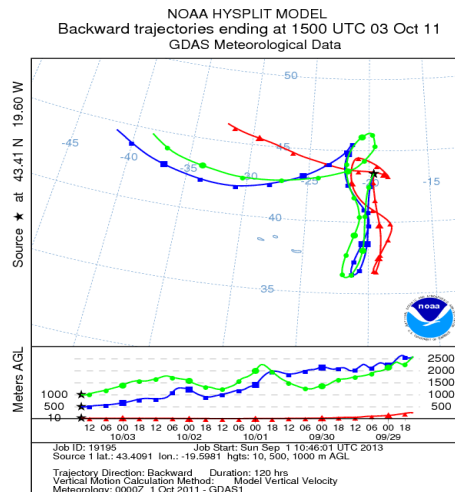 NOAA HYSPLIT MODEL
Backward trajectories ending at 1500 UTC 03 Oct 11
GDAS Meteorological Data
Source ★ at 43.41 N 19.60 W
50
-45
-40
45
-35
-30
-25
-20
-15
40
35
noaa
Meters AGL
1000
500
10
2500
2000
1500
1000
500
12 06 00 18 12 06 00 18 12 06 00 18 12 06 00 18 12 06 00 18
10/03 10/02 10/01 09/30 09/29
Job ID: 19195 Job Start: Sun Sep 1 10:46:01 UTC 2013
Source 1 lat.: 43.4091 lon.: -19.5981 hgts: 10, 500, 1000 m AGL
Trajectory Direction: Backward Duration: 120 hrs
Vertical Motion Calculation Method: Model Vertical Velocity
Meteorology: 0000Z 1 Oct 2011 - GDAS1